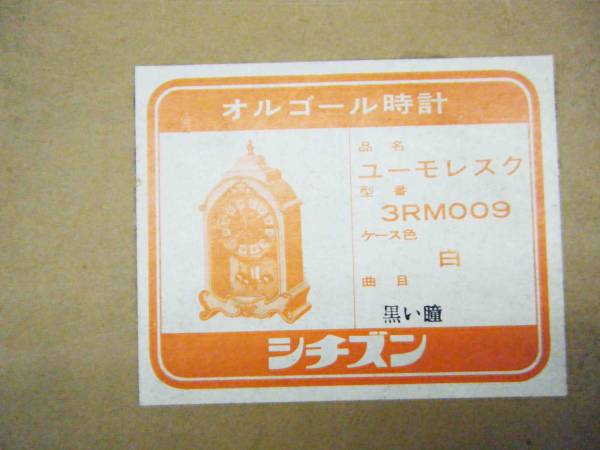 オルゴール時計
品名
ユーモレスク
型番
3RM009
ケース色
白
曲目
黒い瞳
シチズン